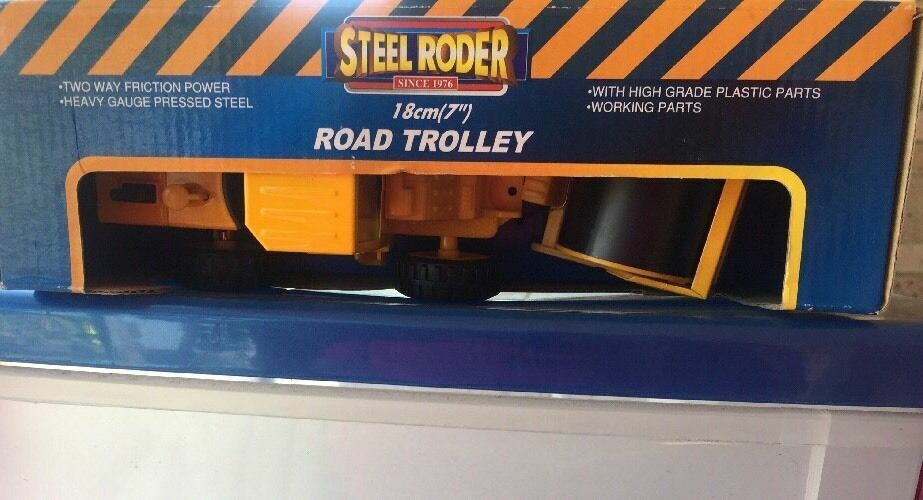 STEEL RODER
SINCE 1976
•TWO WAY FRICTION POWER
•HEAVY GAUGE PRESSED STEEL
•WITH HIGH GRADE PLASTIC PARTS
•WORKING PARTS
18cm(7")
ROAD TROLLEY